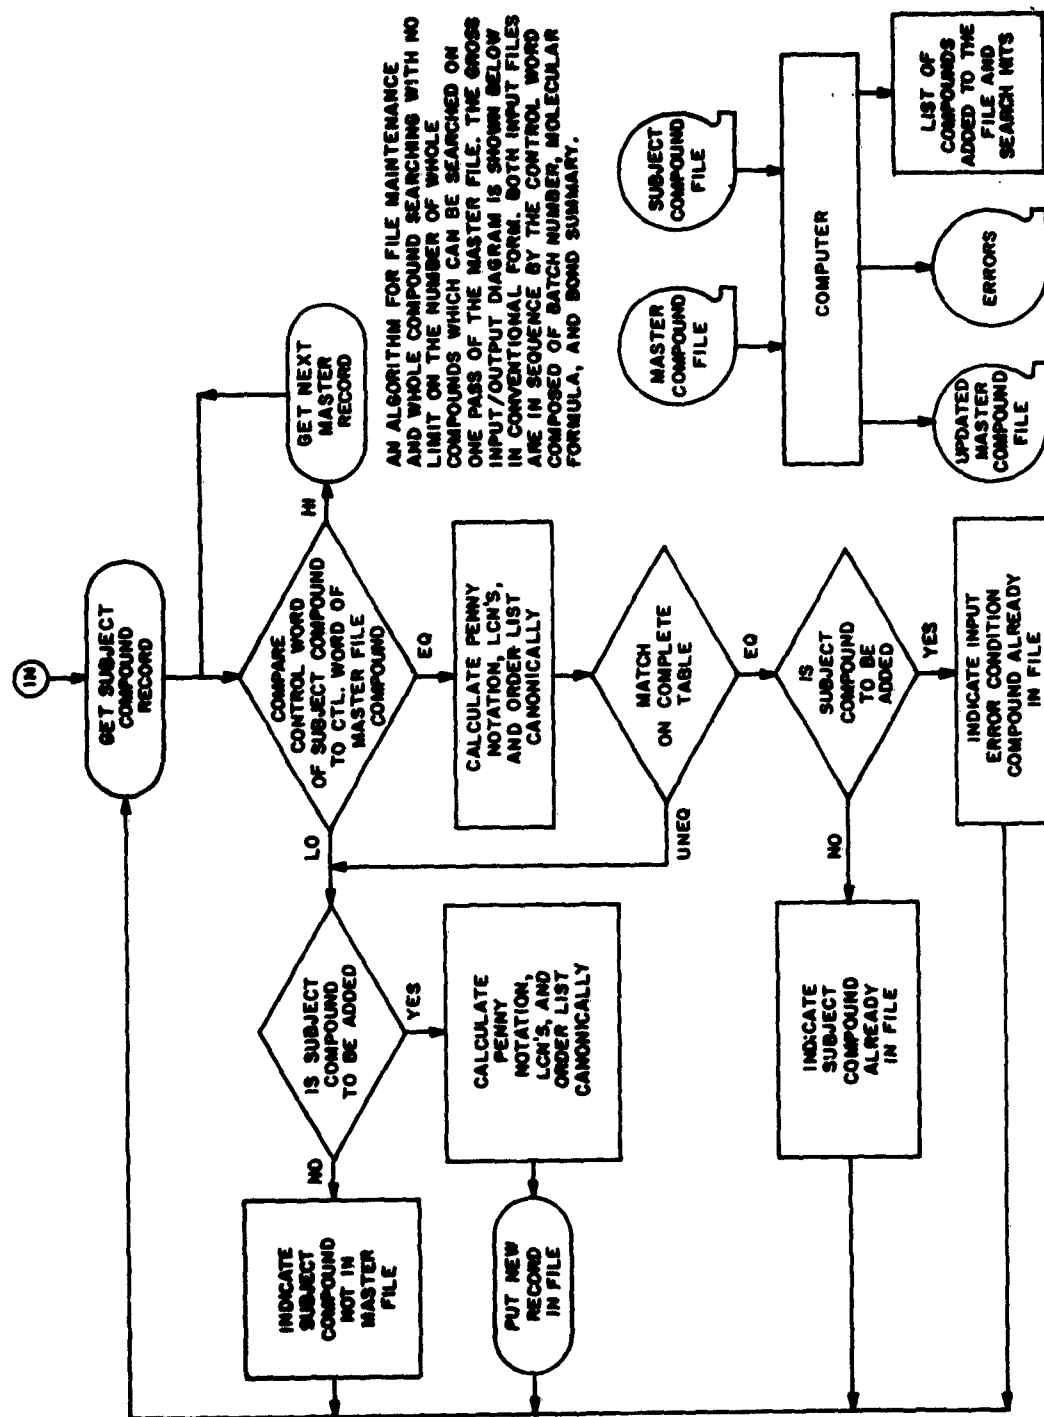 IN
GET SUBJECT
COMPOUND
RECORD
COMPARE
CONTROL WORD
OF SUBJECT COMPOUND
TO CTL. WORD OF
MASTER FILE
COMPOUND
HI
GET NEXT
MASTER
RECORD
LO
EQ
IS SUBJECT
COMPOUND
TO BE ADDED
NO
YES
INDICATE
SUBJECT
COMPOUND
NOT IN
MASTER
FILE
CALCULATE
PENNY
NOTATION,
LCN'S, AND
ORDER LIST
CANONICALLY
PUT NEW
RECORD
IN FILE
CALCULATE PENNY
NOTATION, LCN'S,
AND ORDER LIST
CANONICALLY
MATCH
ON COMPLETE
TABLE
UNEQ
EQ
IS
SUBJECT
COMPOUND
TO BE
ADDED
NO
YES
INDICATE
SUBJECT
COMPOUND
ALREADY
IN FILE
INDICATE INPUT
ERROR CONDITION
COMPOUND ALREADY
IN FILE
AN ALGORITHM FOR FILE MAINTENANCE
AND WHOLE COMPOUND SEARCHING WITH NO
LIMIT ON THE NUMBER OF WHOLE
COMPOUNDS WHICH CAN BE SEARCHED ON
ONE PASS OF THE MASTER FILE. THE GROSS
INPUT/OUTPUT DIAGRAM IS SHOWN BELOW
IN CONVENTIONAL FORM. BOTH INPUT FILES
ARE IN SEQUENCE BY THE CONTROL WORD
COMPOSED OF BATCH NUMBER, MOLECULAR
FORMULA, AND BOND SUMMARY.
MASTER
COMPOUND
FILE
SUBJECT
COMPOUND
FILE
COMPUTER
UPDATED
MASTER
COMPOUND
FILE
ERRORS
LIST OF
COMPOUNDS
ADDED TO THE
FILE AND
SEARCH HITS